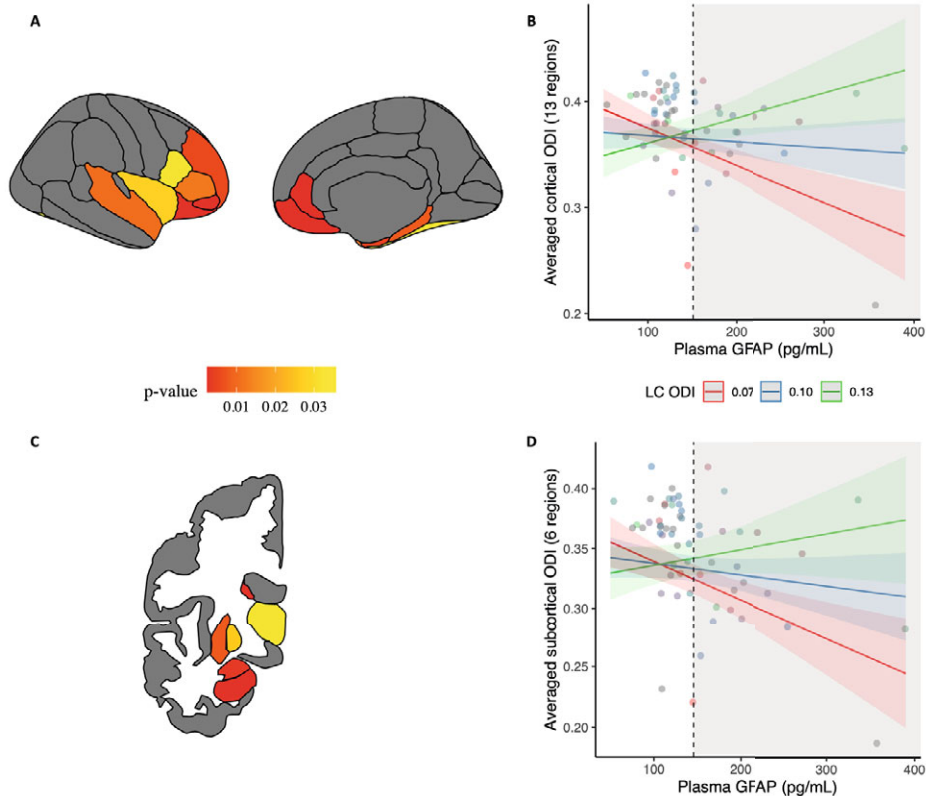 A
B
Averaged cortical ODI (13 regions)
0.4
0.3
0.2
100
200
300
400
Plasma GFAP (pg/mL)
p-value
0.01
0.02
0.03
LC ODI
0.07
0.10
0.13
C
D
Averaged subcortical ODI (6 regions)
0.40
0.35
0.30
0.25
0.20
100
200
300
400
Plasma GFAP (pg/mL)